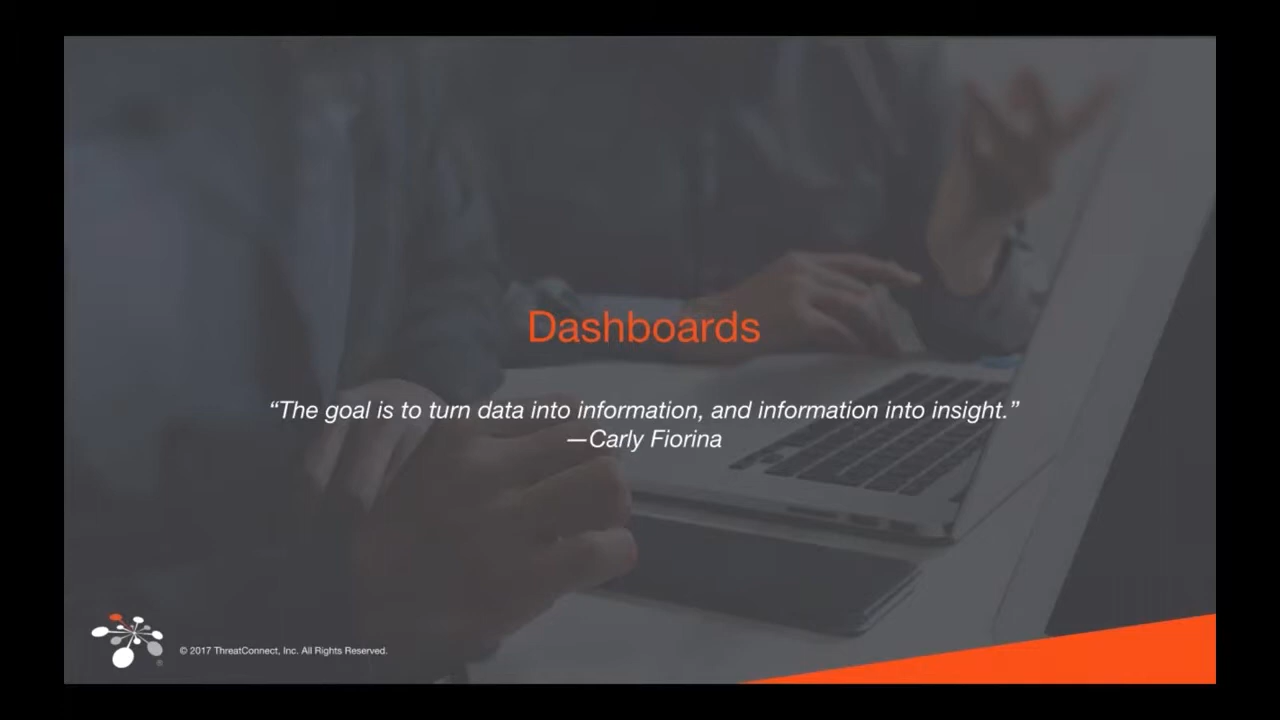 Dashboards
“The goal is to turn data into information, and information into insight.”
—Carly Fiorina
© 2017 ThreatConnect, Inc. All Rights Reserved.